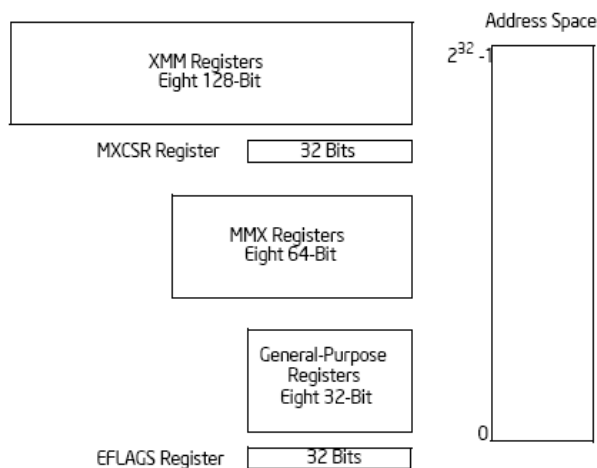 Address Space
XMM Registers
Eight 128-Bit
2³² -1
MXCSR Register
32 Bits
MMX Registers
Eight 64-Bit
General-Purpose
Registers
Eight 32-Bit
0
EFLAGS Register
32 Bits